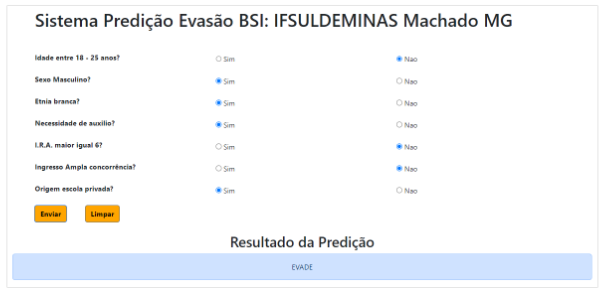 Sistema Predição Evasão BSI: IFSULDEMINAS Machado MG
Idade entre 18 - 25 anos? Sim Nao
Sexo Masculino? Sim Nao
Etnia branca? Sim Nao
Necessidade de auxílio? Sim Nao
I.R.A. maior igual 6? Sim Nao
Ingresso Ampla concorrência? Sim Nao
Origem escola privada? Sim Nao
Enviar Limpar
Resultado da Predição
EVADE